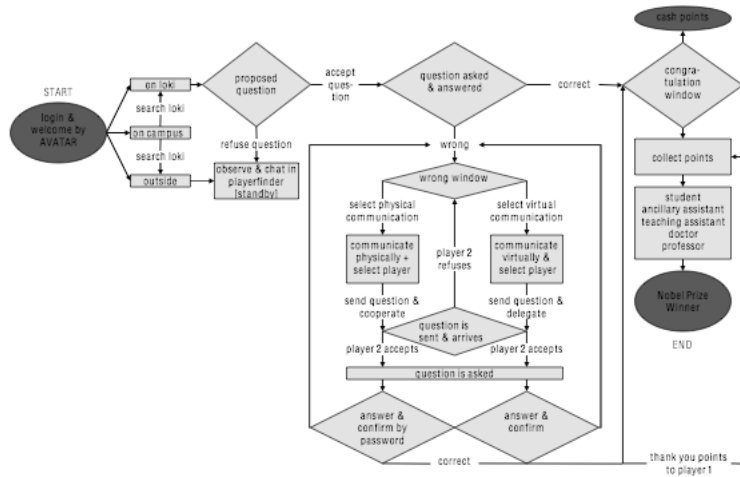 cash points
START
login &
welcome by
AVATAR
on loki
search loki
on campus
search loki
outside
proposed
question
accept
ques-
tion
refuse question
observe & chat in
playerfinder
[standby]
question asked
& answered
correct
congra-
tulation
window
wrong
wrong window
select physical
communication
select virtual
communication
communicate
physically +
select player
player 2
refuses
communicate
virtually &
select player
send question &
cooperate
send question &
delegate
question is
sent & arrives
player 2 accepts
player 2 accepts
question is asked
answer &
confirm by
password
answer &
confirm
correct
collect points
student
ancillary assistant
teaching assistant
doctor
professor
Nobel Prize
Winner
END
thank you points
to player 1